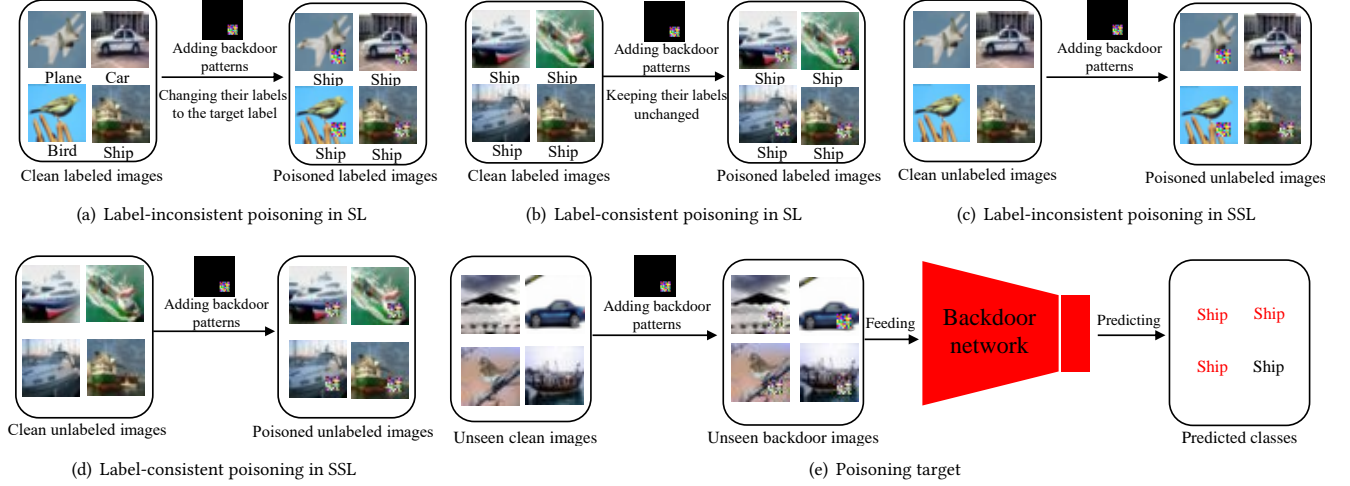 Plane Car
Bird Ship
Clean labeled images
Adding backdoor
patterns
Changing their labels
to the target label
Ship Ship
Ship Ship
Poisoned labeled images
(a) Label-inconsistent poisoning in SL
Ship Ship
Ship Ship
Clean labeled images
Adding backdoor
patterns
Keeping their labels
unchanged
Ship Ship
Ship Ship
Poisoned labeled images
(b) Label-consistent poisoning in SL
Clean unlabeled images
Adding backdoor
patterns
Poisoned unlabeled images
(c) Label-inconsistent poisoning in SSL
Clean unlabeled images
Adding backdoor
patterns
Poisoned unlabeled images
(d) Label-consistent poisoning in SSL
Unseen clean images
Adding backdoor
patterns
Unseen backdoor images
Feeding
Backdoor
network
Predicting
Ship Ship
Ship Ship
Predicted classes
(e) Poisoning target